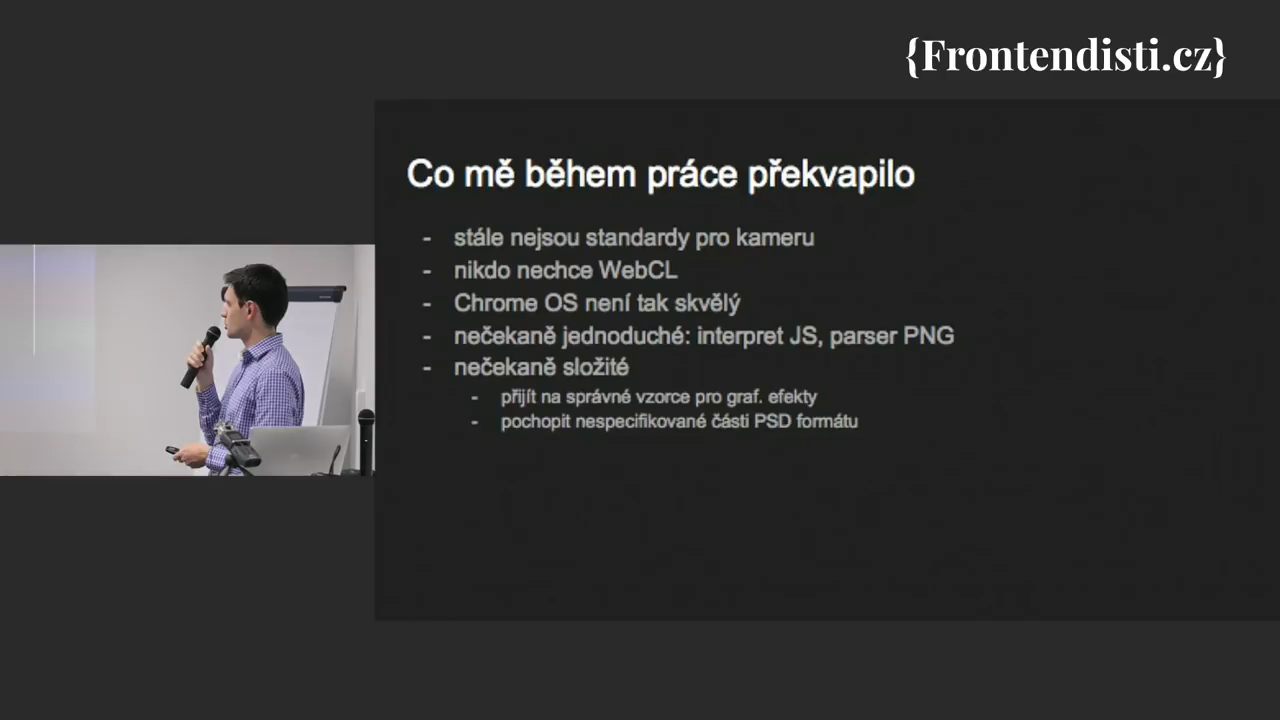 {Frontendisti.cz}
Co mě během práce překvapilo
- stále nejsou standardy pro kameru
- nikdo nechce WebCL
- Chrome OS není tak skvělý
- nečekaně jednoduché: interpret JS, parser PNG
- nečekaně složité
- přijít na správné vzorce pro graf. efekty
- pochopit nespecifikované části PSD formátu